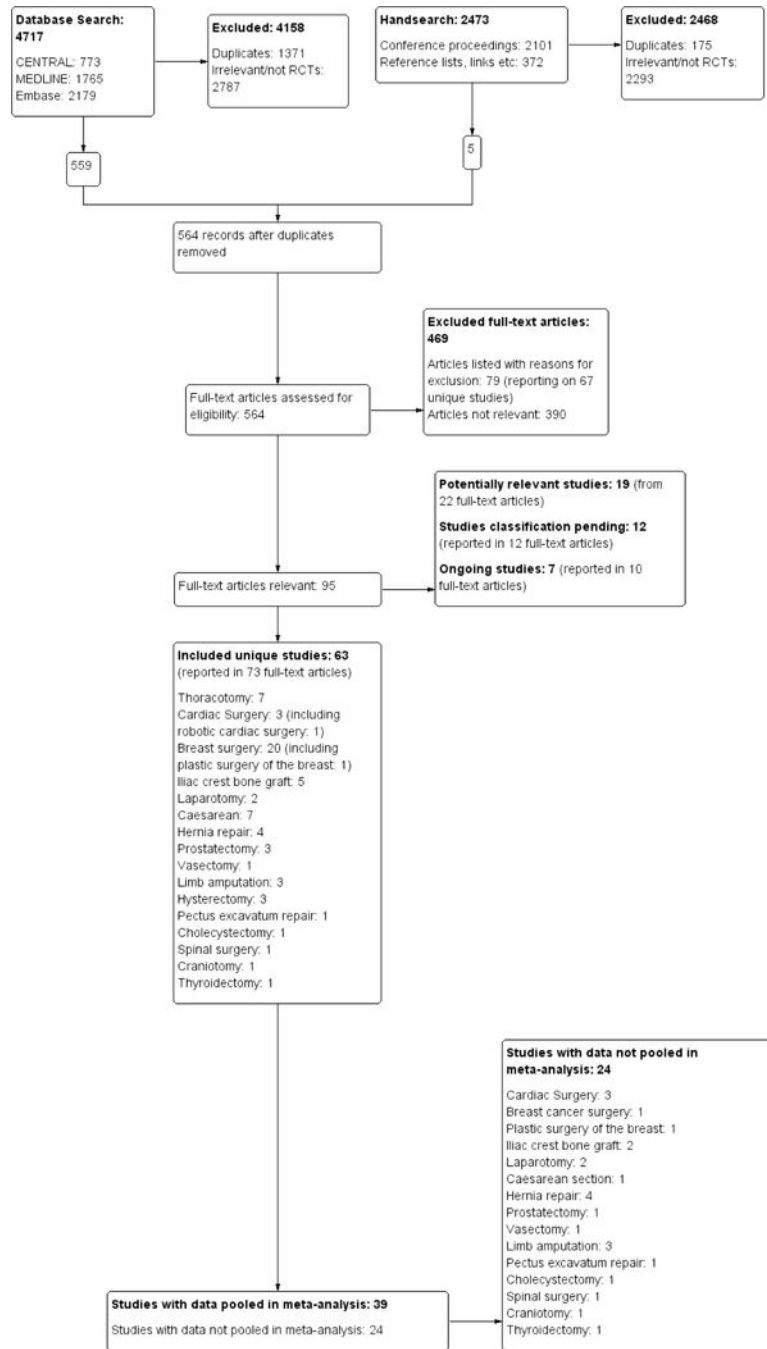 Database Search:
4717
CENTRAL: 773
MEDLINE: 1765
Embase: 2179
Excluded: 4158
Duplicates: 1371
Irrelevant/not RCTs:
2787
Handsearch: 2473
Conference proceedings: 2101
Reference lists, links etc: 372
Excluded: 2468
Duplicates: 175
Irrelevant/not RCTs:
2293
559
5
564 records after duplicates
removed
Excluded full-text articles:
469
Articles listed with reasons for
exclusion: 79 (reporting on 67
unique studies)
Articles not relevant: 390
Full-text articles assessed for
eligibility: 564
Potentially relevant studies: 19 (from
22 full-text articles)
Studies classification pending: 12
(reported in 12 full-text articles)
Ongoing studies: 7 (reported in 10
full-text articles)
Full-text articles relevant: 95
Included unique studies: 63
(reported in 73 full-text articles)
Thoracotomy: 7
Cardiac Surgery: 3 (including
robotic cardiac surgery: 1)
Breast surgery: 20 (including
plastic surgery of the breast: 1)
Iliac crest bone graft: 5
Laparotomy: 2
Caesarean: 7
Hernia repair: 4
Prostatectomy: 3
Vasectomy: 1
Limb amputation: 3
Hysterectomy: 3
Pectus excavatum repair: 1
Cholecystectomy: 1
Spinal surgery: 1
Craniotomy: 1
Thyroidectomy: 1
Studies with data not pooled in
meta-analysis: 24
Cardiac Surgery: 3
Breast cancer surgery: 1
Plastic surgery of the breast: 1
Iliac crest bone graft: 2
Laparotomy: 2
Caesarean section: 1
Hernia repair: 4
Prostatectomy: 1
Vasectomy: 1
Limb amputation: 3
Pectus excavatum repair: 1
Cholecystectomy: 1
Spinal surgery: 1
Craniotomy: 1
Thyroidectomy: 1
Studies with data pooled in meta-analysis: 39
Studies with data not pooled in meta-analysis: 24